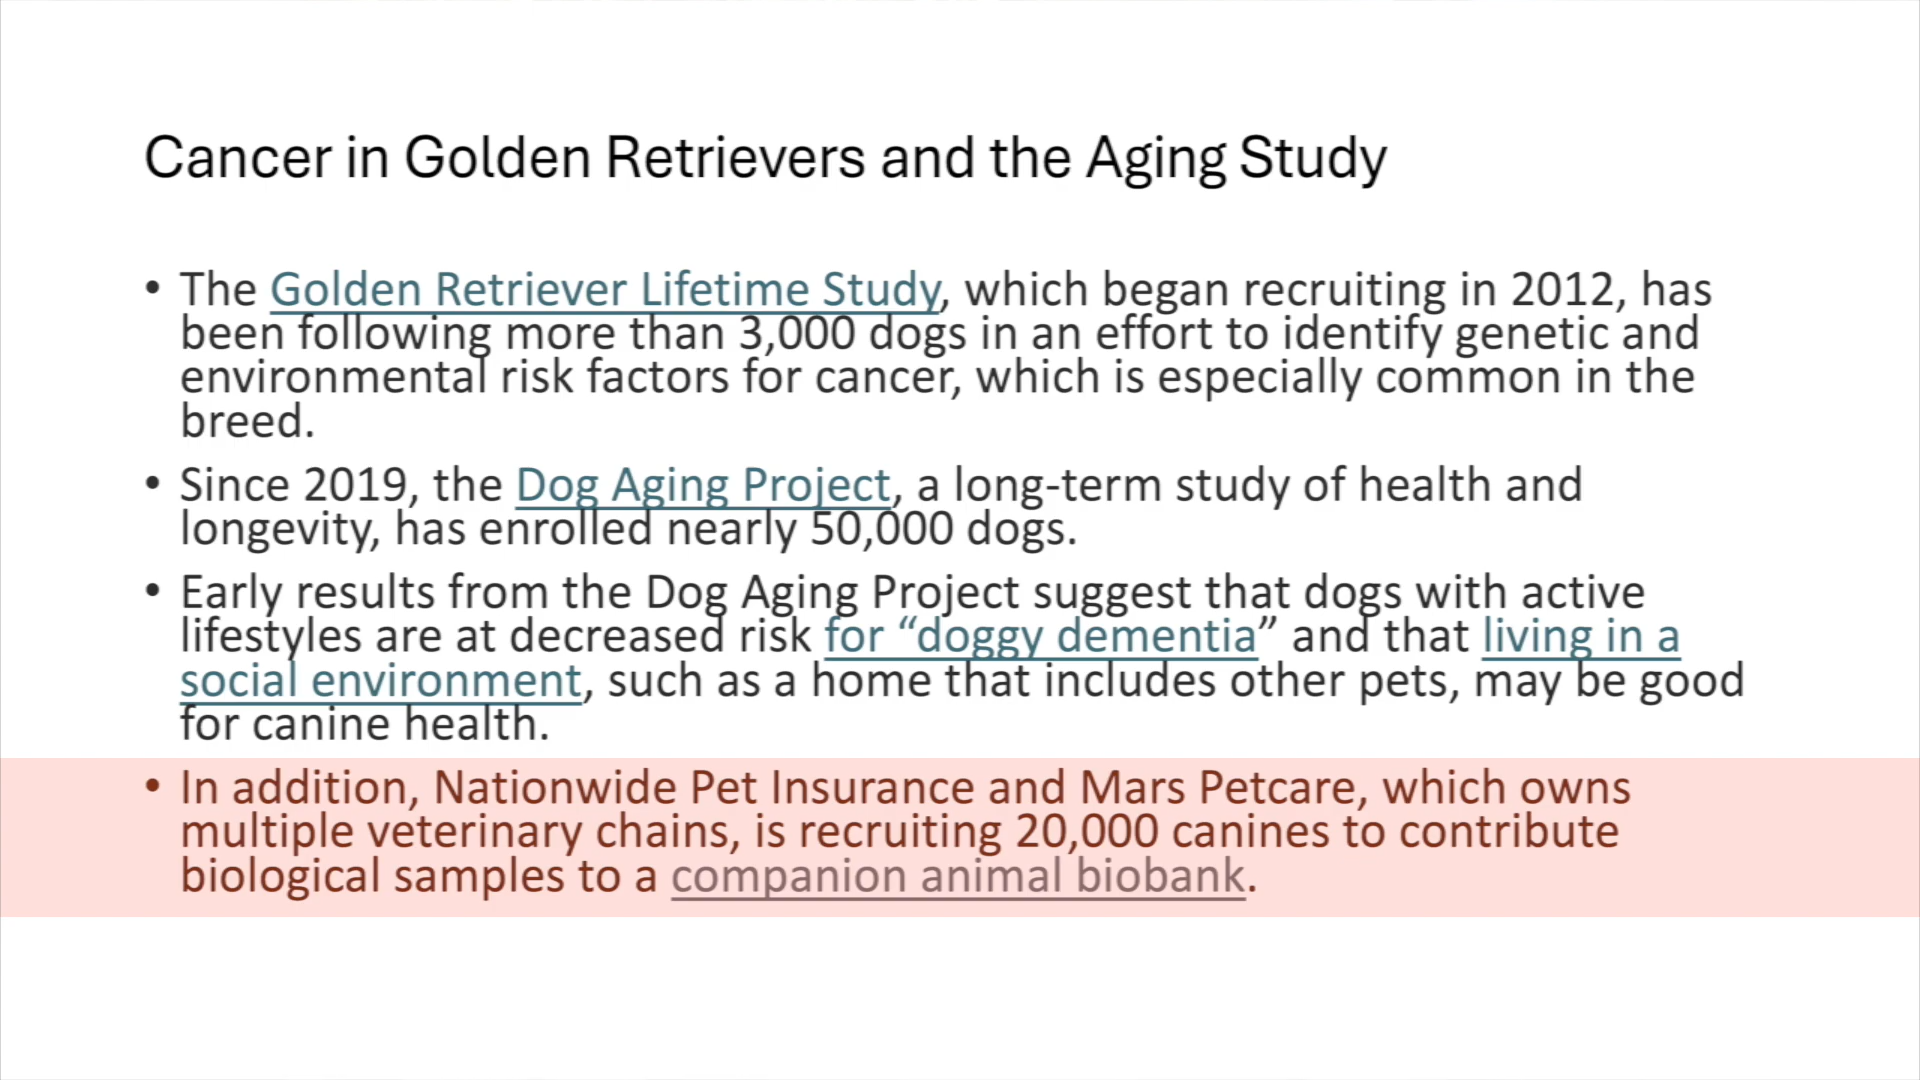 Cancer in Golden Retrievers and the Aging Study
• The Golden Retriever Lifetime Study, which began recruiting in 2012, has
been following more than 3,000 dogs in an effort to identify genetic and
environmental risk factors for cancer, which is especially common in the
breed.
• Since 2019, the Dog Aging Project, a long-term study of health and
longevity, has enrolled nearly 50,000 dogs.
• Early results from the Dog Aging Project suggest that dogs with active
lifestyles are at decreased risk for “doggy dementia” and that living in a
social environment, such as a home that includes other pets, may be good
for canine health.
• In addition, Nationwide Pet Insurance and Mars Petcare, which owns
multiple veterinary chains, is recruiting 20,000 canines to contribute
biological samples to a companion animal biobank.